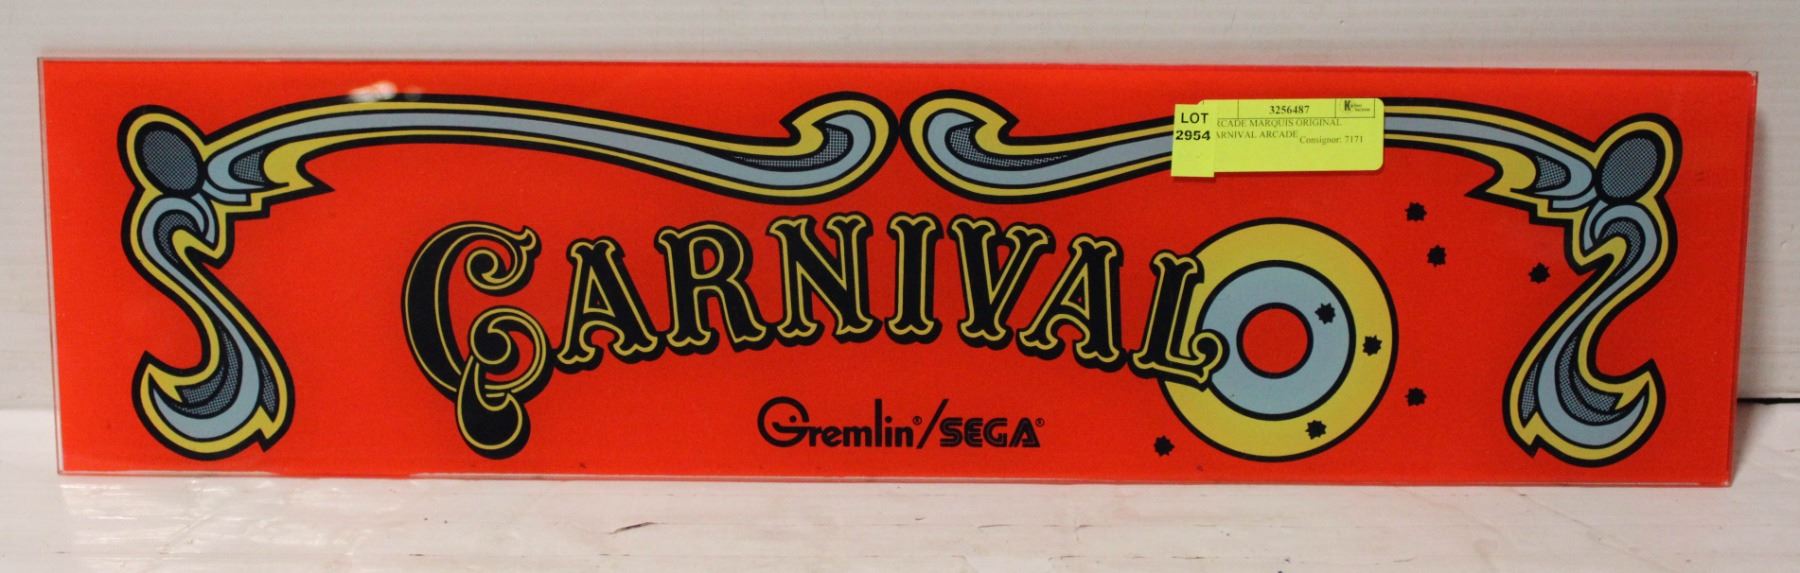 LOT
2954
3256487
RCADE MARQUIS ORIGINAL
ARNIVAL ARCADE
Consignor: 7171
CARNIVAL
Gremlin®/SEGA®